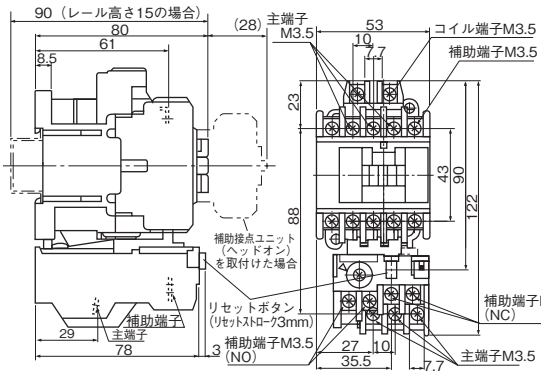 90 (レール高さ15の場合)
80
(28)
61
8.5
補助接点ユニット
(ヘッドオン)
を取付けた場合
リセットボタン
(リセットストローク3mm)
補助端子
主端子
29
78
3
主端子
M3.5
53
コイル端子M3.5
補助端子M3.5
10
7.7
23
88
43
90
122
補助端子
(NC)
補助端子M3.5
(NO)
27
10
主端子M3.5
35.5
7.7